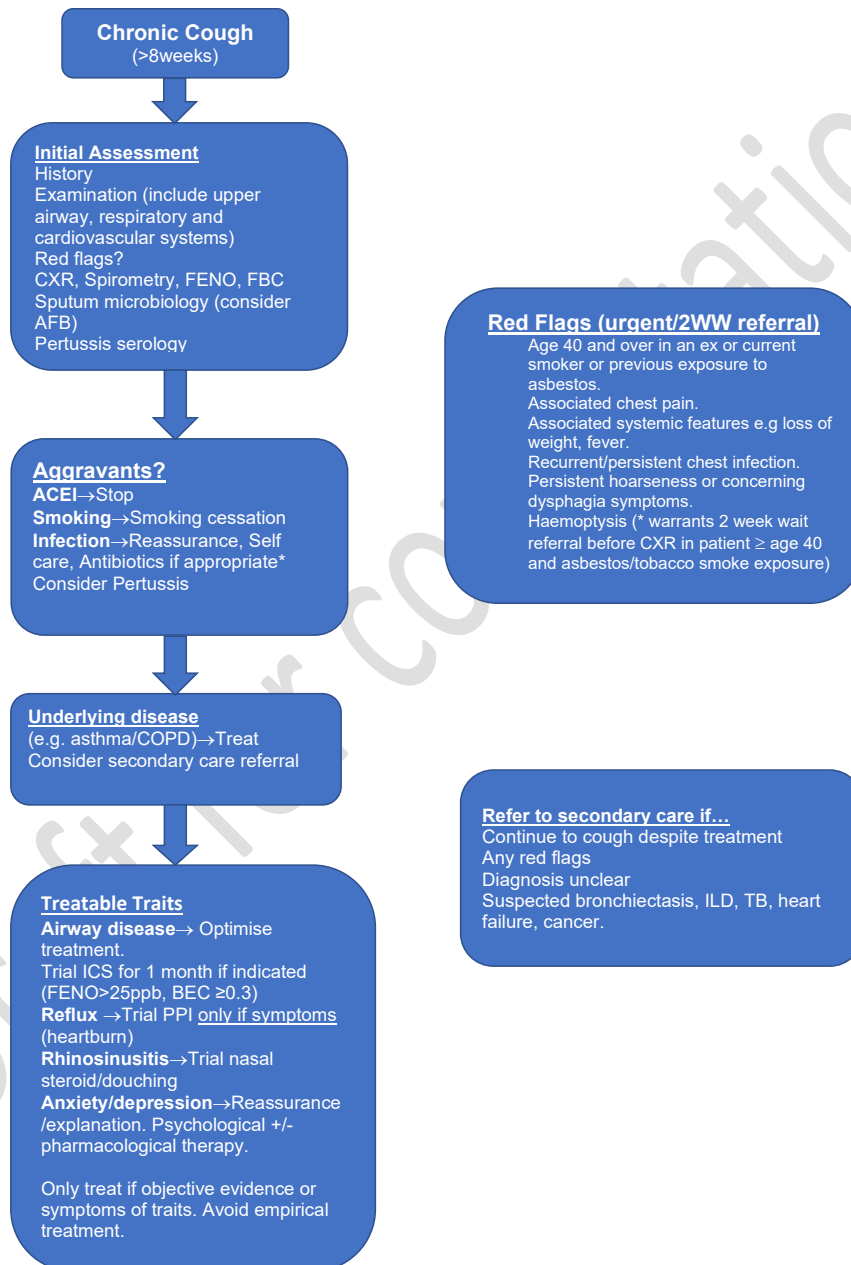 Chronic Cough
(>8weeks)
Initial Assessment
History
Examination (include upper
airway, respiratory and
cardiovascular systems)
Red flags?
CXR, Spirometry, FENO, FBC
Sputum microbiology (consider
AFB)
Pertussis serology
Aggravants?
ACEI→Stop
Smoking→Smoking cessation
Infection→Reassurance, Self
care, Antibiotics if appropriate*
Consider Pertussis
Underlying disease
(e.g. asthma/COPD)→Treat
Consider secondary care referral
Treatable Traits
Airway disease→ Optimise
treatment.
Trial ICS for 1 month if indicated
(FENO>25ppb, BEC ≥0.3)
Reflux →Trial PPI only if symptoms
(heartburn)
Rhinosinusitis→Trial nasal
steroid/douching
Anxiety/depression→Reassurance
/explanation. Psychological +/-
pharmacological therapy.
Only treat if objective evidence or
symptoms of traits. Avoid empirical
treatment.
Red Flags (urgent/2WW referral)
Age 40 and over in an ex or current
smoker or previous exposure to
asbestos.
Associated chest pain.
Associated systemic features e.g loss of
weight, fever.
Recurrent/persistent chest infection.
Persistent hoarseness or concerning
dysphagia symptoms.
Haemoptysis (* warrants 2 week wait
referral before CXR in patient ≥ age 40
and asbestos/tobacco smoke exposure)
Refer to secondary care if…
Continue to cough despite treatment
Any red flags
Diagnosis unclear
Suspected bronchiectasis, ILD, TB, heart
failure, cancer.